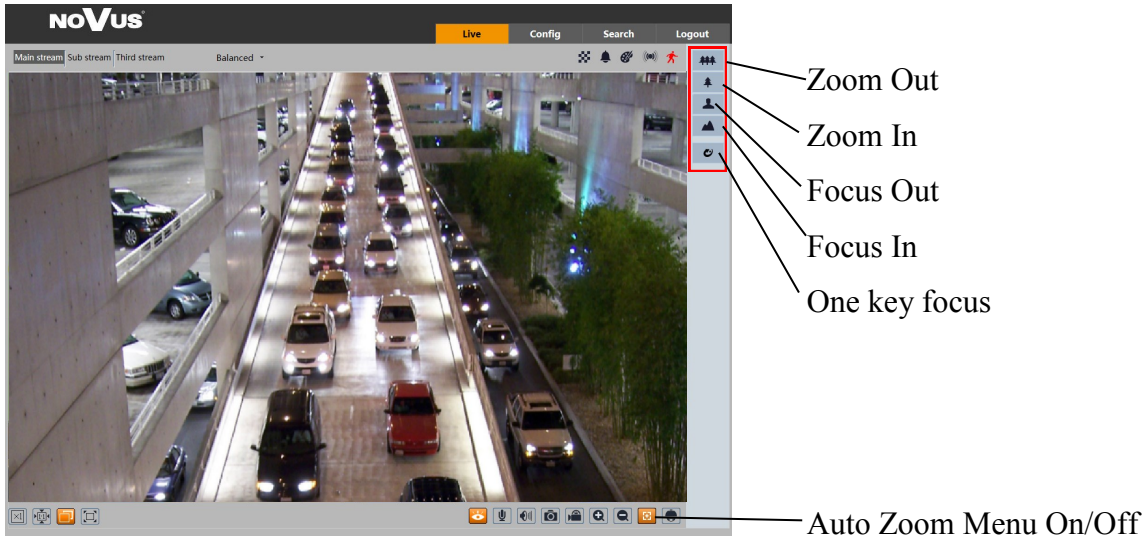 NOVUS
Live Config Search Logout
Main stream Sub stream Third stream Balanced
Zoom Out
Zoom In
Focus Out
Focus In
One key focus
Auto Zoom Menu On/Off